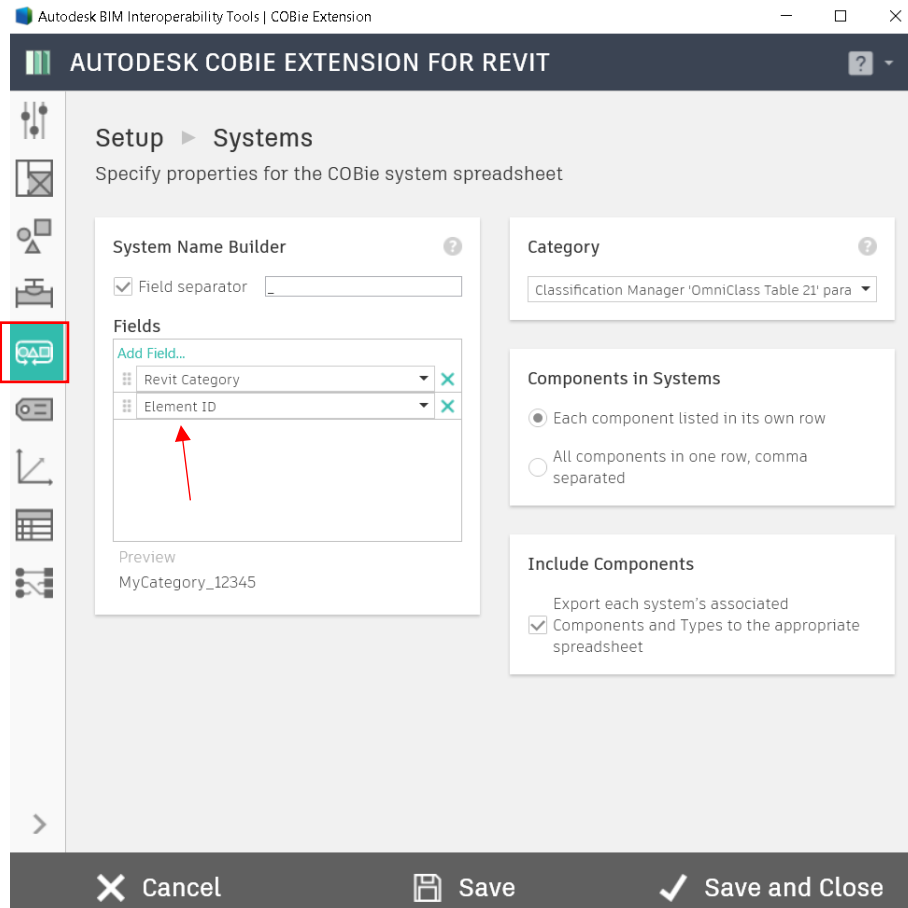 Autodesk BIM Interoperability Tools | COBie Extension
AUTODESK COBIE EXTENSION FOR REVIT
?
Setup Systems
Specify properties for the COBie system spreadsheet
System Name Builder
?
Field separator _
Fields
Add Field...
Revit Category
Element ID
Preview
MyCategory_12345
Category
?
Classification Manager 'OmniClass Table 21' para
Components in Systems
Each component listed in its own row
All components in one row, comma
separated
Include Components
Export each system's associated
Components and Types to the appropriate
spreadsheet
Cancel
Save
Save and Close